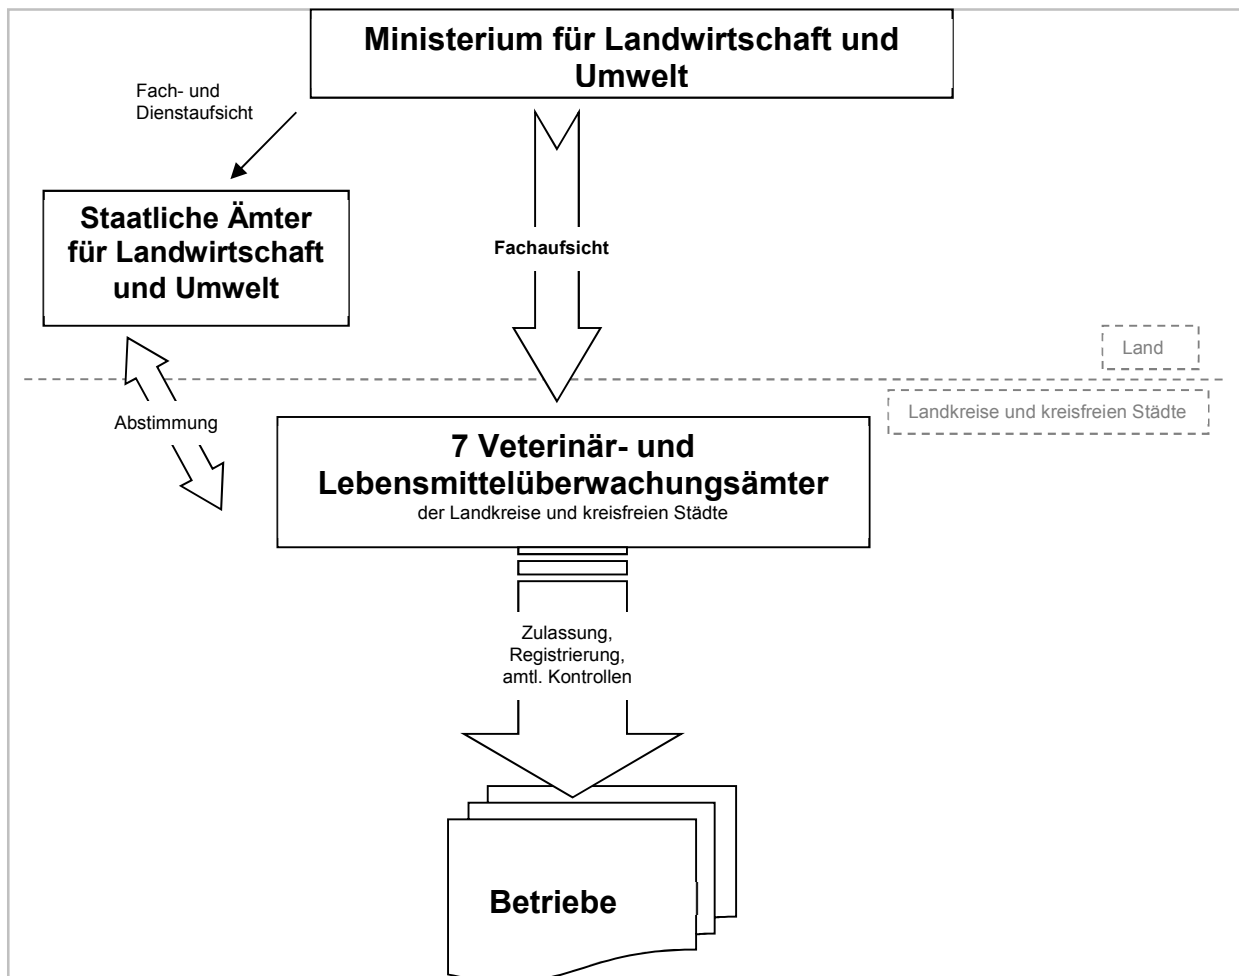 Ministerium für Landwirtschaft und
Umwelt
Fach- und
Dienstaufsicht
Staatliche Ämter
für Landwirtschaft
und Umwelt
Fachaufsicht
Land
Landkreise und kreisfreien Städte
Abstimmung
7 Veterinär- und
Lebensmittelüberwachungsämter
der Landkreise und kreisfreien Städte
Zulassung,
Registrierung,
amtl. Kontrollen
Betriebe